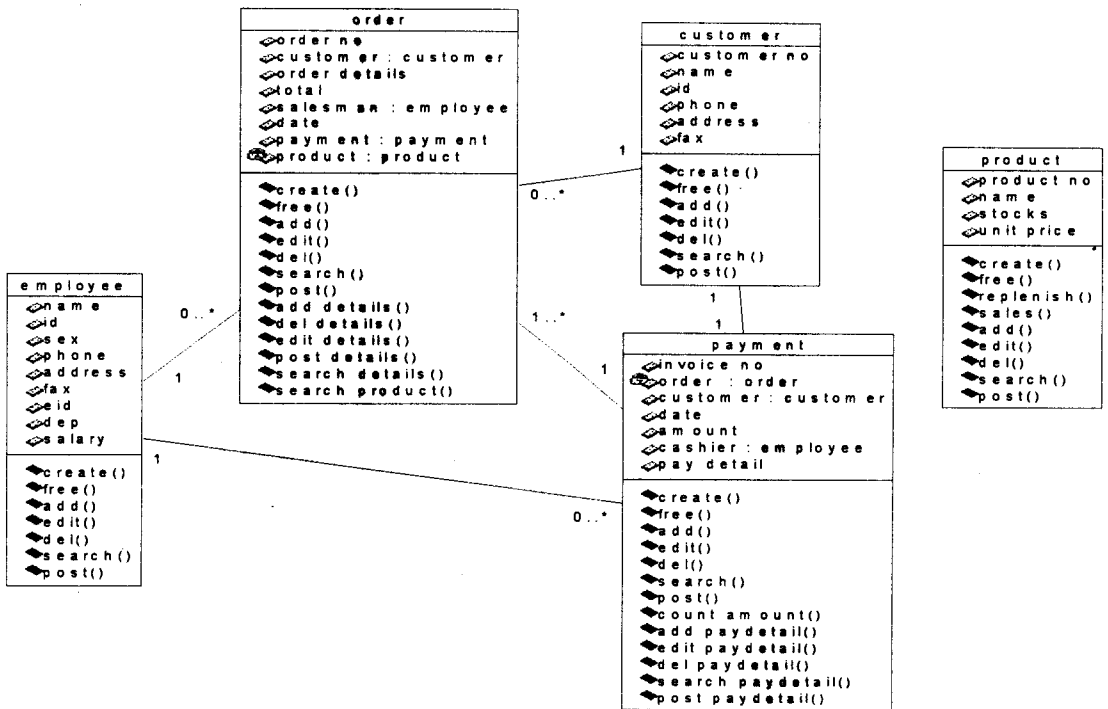 order
order no
customer : customer
order details
total
salesman : employee
date
payment : payment
product : product
create()
free()
add()
edit()
del()
search()
post()
add details()
del details()
edit details()
post details()
search details()
search product()
customer
customer no
name
id
phone
address
fax
create()
free()
add()
edit()
del()
search()
post()
product
product no
name
stocks
unit price
create()
free()
replenish()
sales()
add()
edit()
del()
search()
post()
employee
name
id
sex
phone
address
fax
eid
dep
salary
create()
free()
add()
edit()
del()
search()
post()
payment
invoice no
order : order
customer : customer
date
amount
cashier : employee
pay detail
create()
free()
add()
edit()
del()
search()
post()
count amount()
add paydetail()
edit paydetail()
del paydetail()
search paydetail()
post paydetail()
1
0..*
0..*
1
1..*
1
1
1
1
0..*